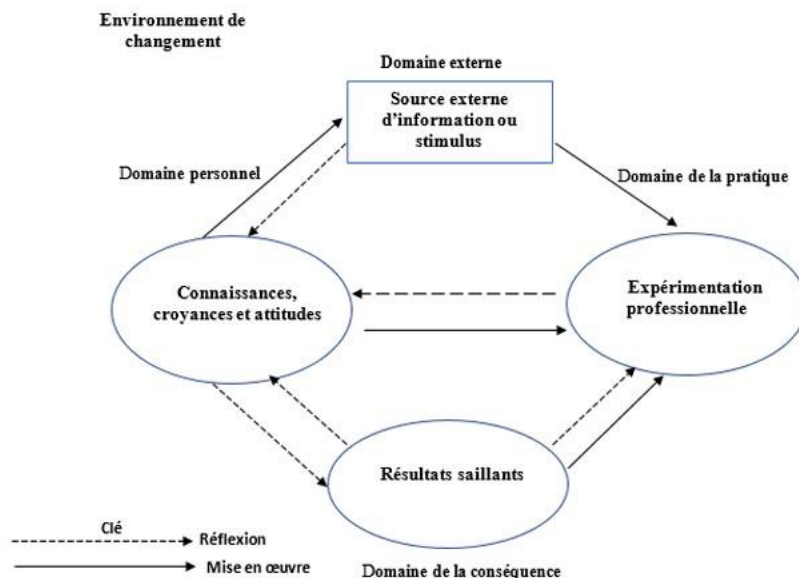 Environnement de
changement
Domaine externe
Source externe
d'information ou
stimulus
Domaine personnel
Domaine de la pratique
Connaissances,
croyances et attitudes
Expérimentation
professionnelle
Résultats saillants
Clé
Réflexion
Mise en œuvre
Domaine de la conséquence